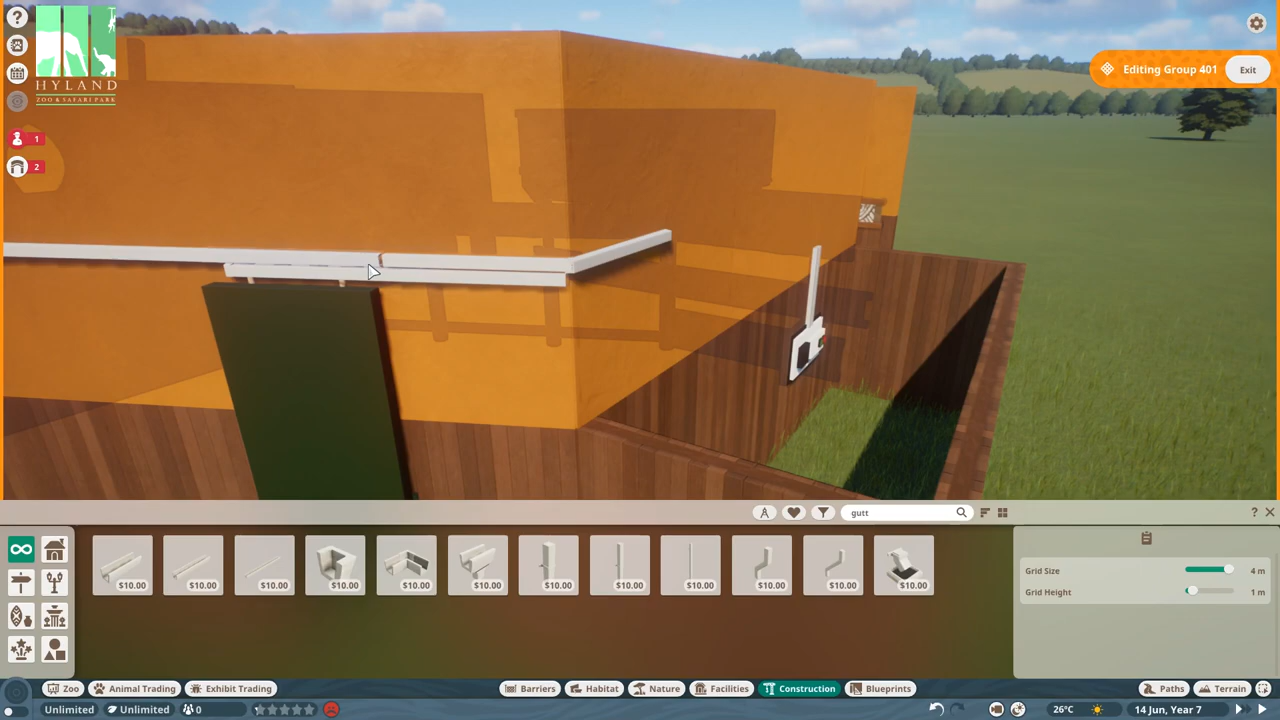 HYLAND
ZOO & SAFARI PARK
Editing Group 401
Exit
1
2
gutt
?
$10.00 $10.00 $10.00 $10.00 $10.00 $10.00 $10.00 $10.00 $10.00 $10.00 $10.00 $10.00
Grid Size 4 m
Grid Height 1 m
Zoo Animal Trading Exhibit Trading Barriers Habitat Nature Facilities Construction Blueprints Paths Terrain
Unlimited Unlimited 0 26°C 14 Jun, Year 7